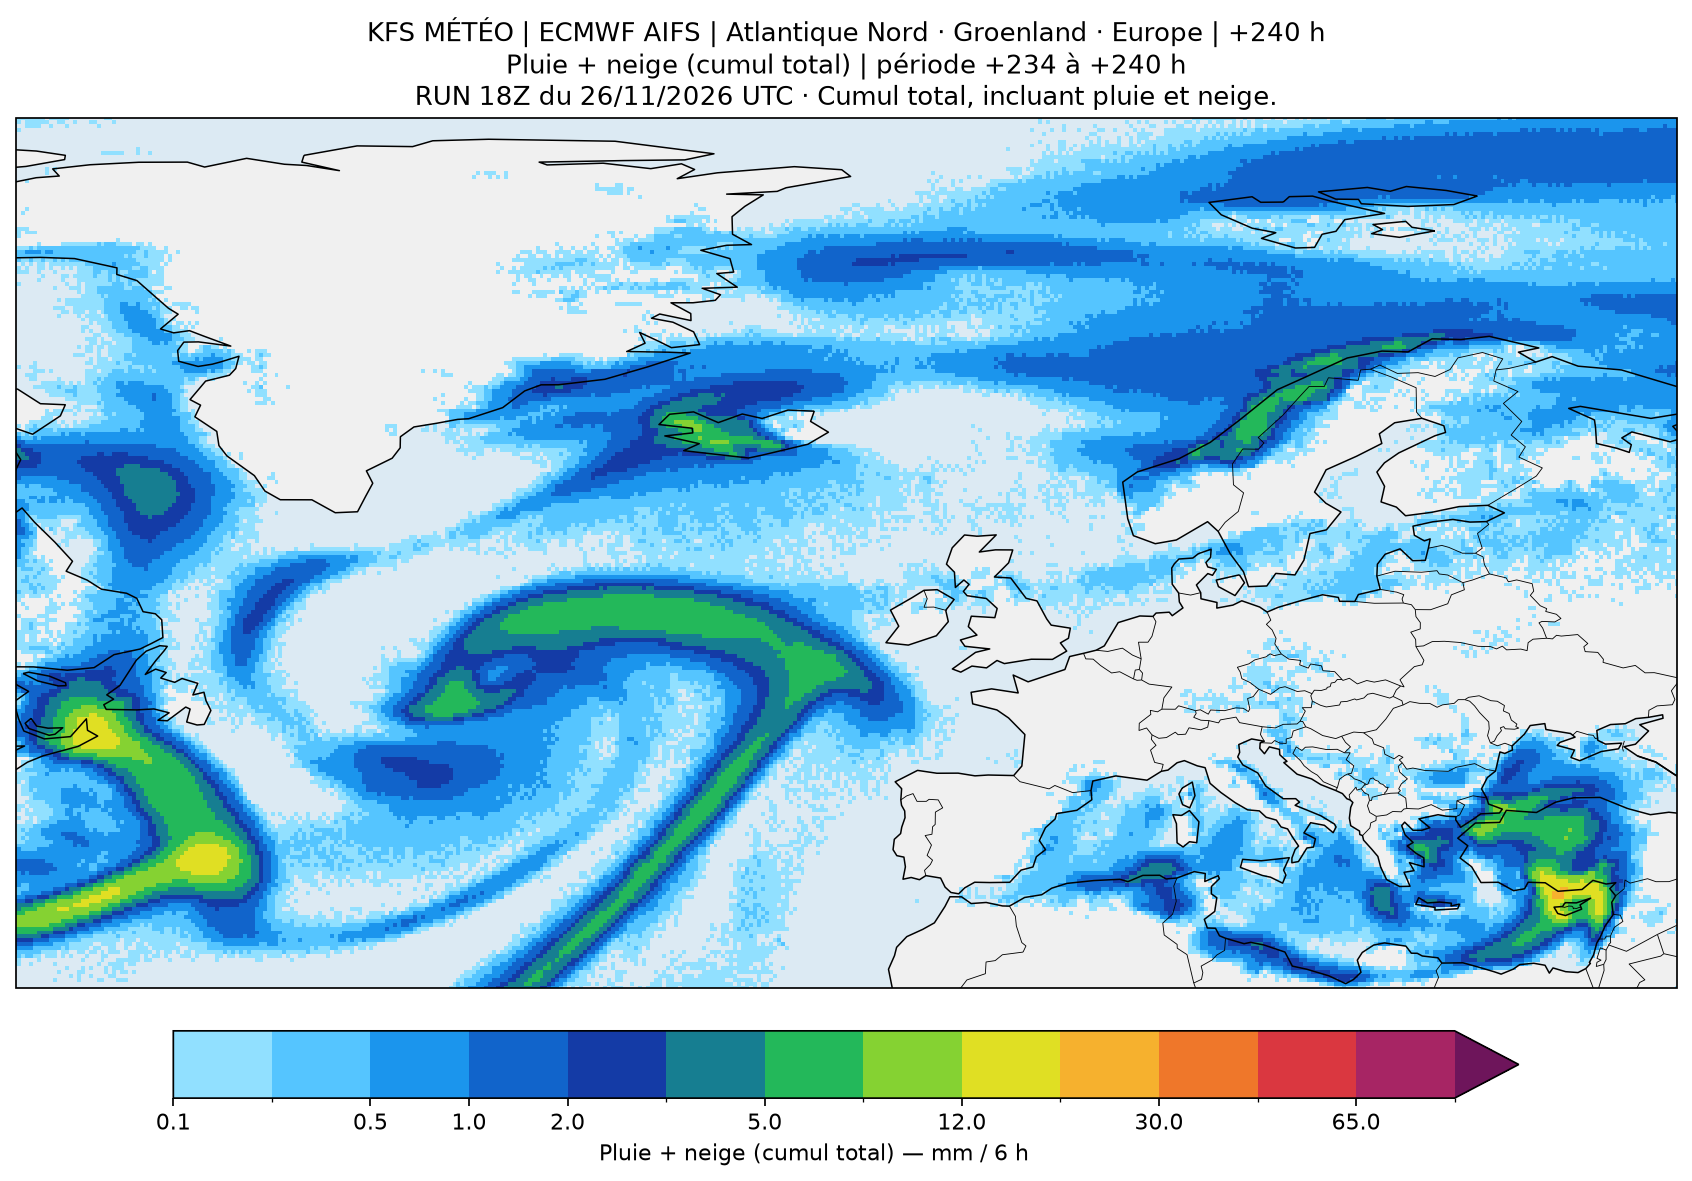 KFS MÉTÉO | ECMWF AIFS | Atlantique Nord · Groenland · Europe | +240 h
Pluie + neige (cumul total) | période +234 à +240 h
RUN 18Z du 26/11/2026 UTC · Cumul total, incluant pluie et neige.
0.1 0.5 1.0 2.0 5.0 12.0 30.0 65.0
Pluie + neige (cumul total) — mm / 6 h